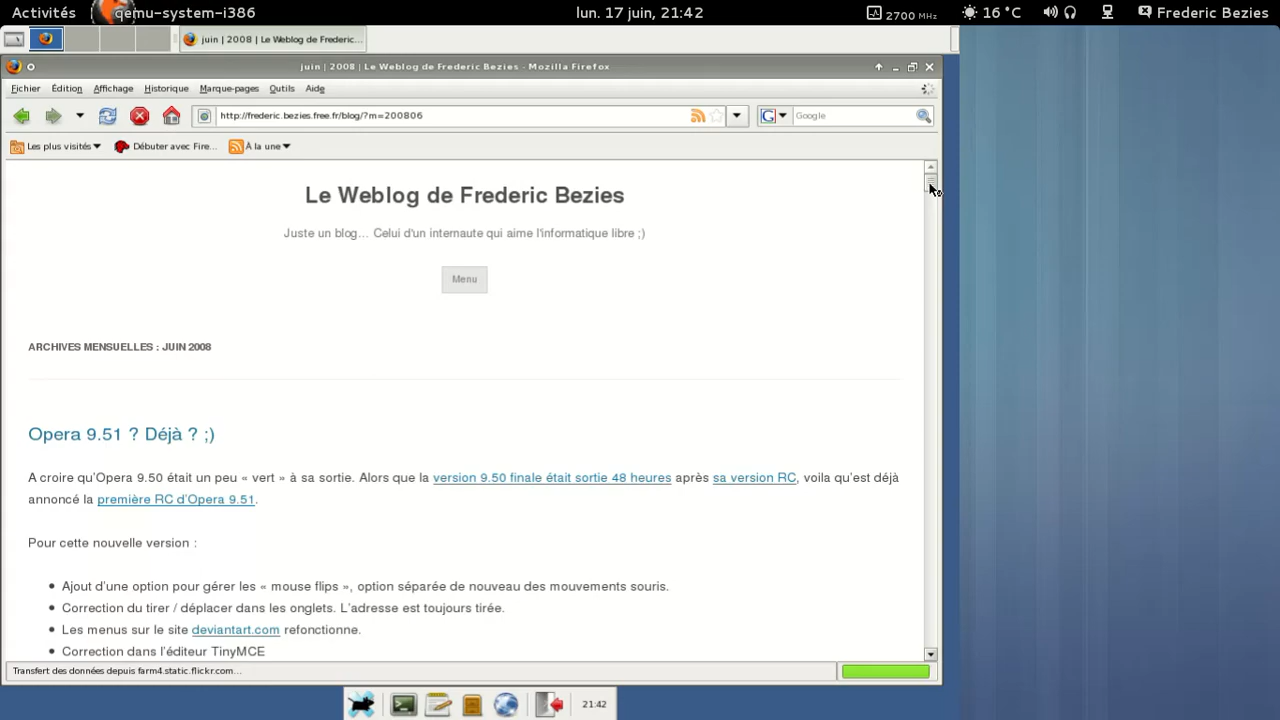 Activités qemu-system-i386 lun. 17 juin, 21:42 2700 MHz 16 °C Frederic Bezies
juin | 2008 | Le Weblog de Frederic...
juin | 2008 | Le Weblog de Frederic Bezies - Mozilla Firefox
Fichier Édition Affichage Historique Marque-pages Outils Aide
http://frederic.bezies.free.fr/blog/?m=200806 G Google
Les plus visités Débuter avec Fire... À la une
Le Weblog de Frederic Bezies
Juste un blog… Celui d'un internaute qui aime l'informatique libre ;)
Menu
ARCHIVES MENSUELLES : JUIN 2008
Opera 9.51 ? Déjà ? ;)
A croire qu’Opera 9.50 était un peu « vert » à sa sortie. Alors que la version 9.50 finale était sortie 48 heures après sa version RC, voila qu’est déjà
annoncé la première RC d’Opera 9.51.
Pour cette nouvelle version :
Ajout d’une option pour gérer les « mouse flips », option séparée de nouveau des mouvements souris.
Correction du tirer / déplacer dans les onglets. L’adresse est toujours tirée.
Les menus sur le site deviantart.com refonctionne.
Correction dans l’éditeur TinyMCE
Transfert des données depuis farm4.static.flickr.com...
21:42